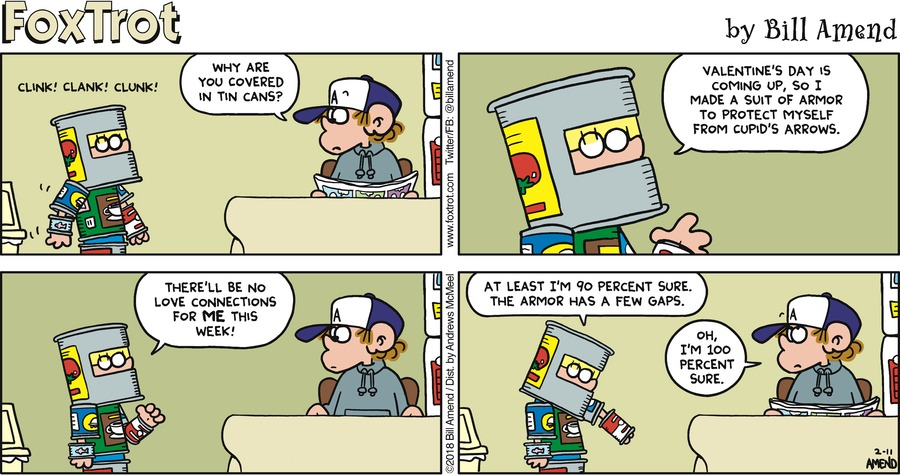 FoxTrot
by Bill Amend
CLINK! CLANK! CLUNK!
WHY ARE
YOU COVERED
IN TIN CANS?
A
www.foxtrot.com Twitter/FB: @billamend
VALENTINE'S DAY IS
COMING UP, SO I
MADE A SUIT OF ARMOR
TO PROTECT MYSELF
FROM CUPID'S ARROWS.
THERE'LL BE NO
LOVE CONNECTIONS
FOR ME THIS
WEEK!
A
©2018 Bill Amend / Dist. by Andrews McMeel
AT LEAST I'M 90 PERCENT SURE.
THE ARMOR HAS A FEW GAPS.
OH,
I'M 100
PERCENT
SURE.
A
2-11
AMEND